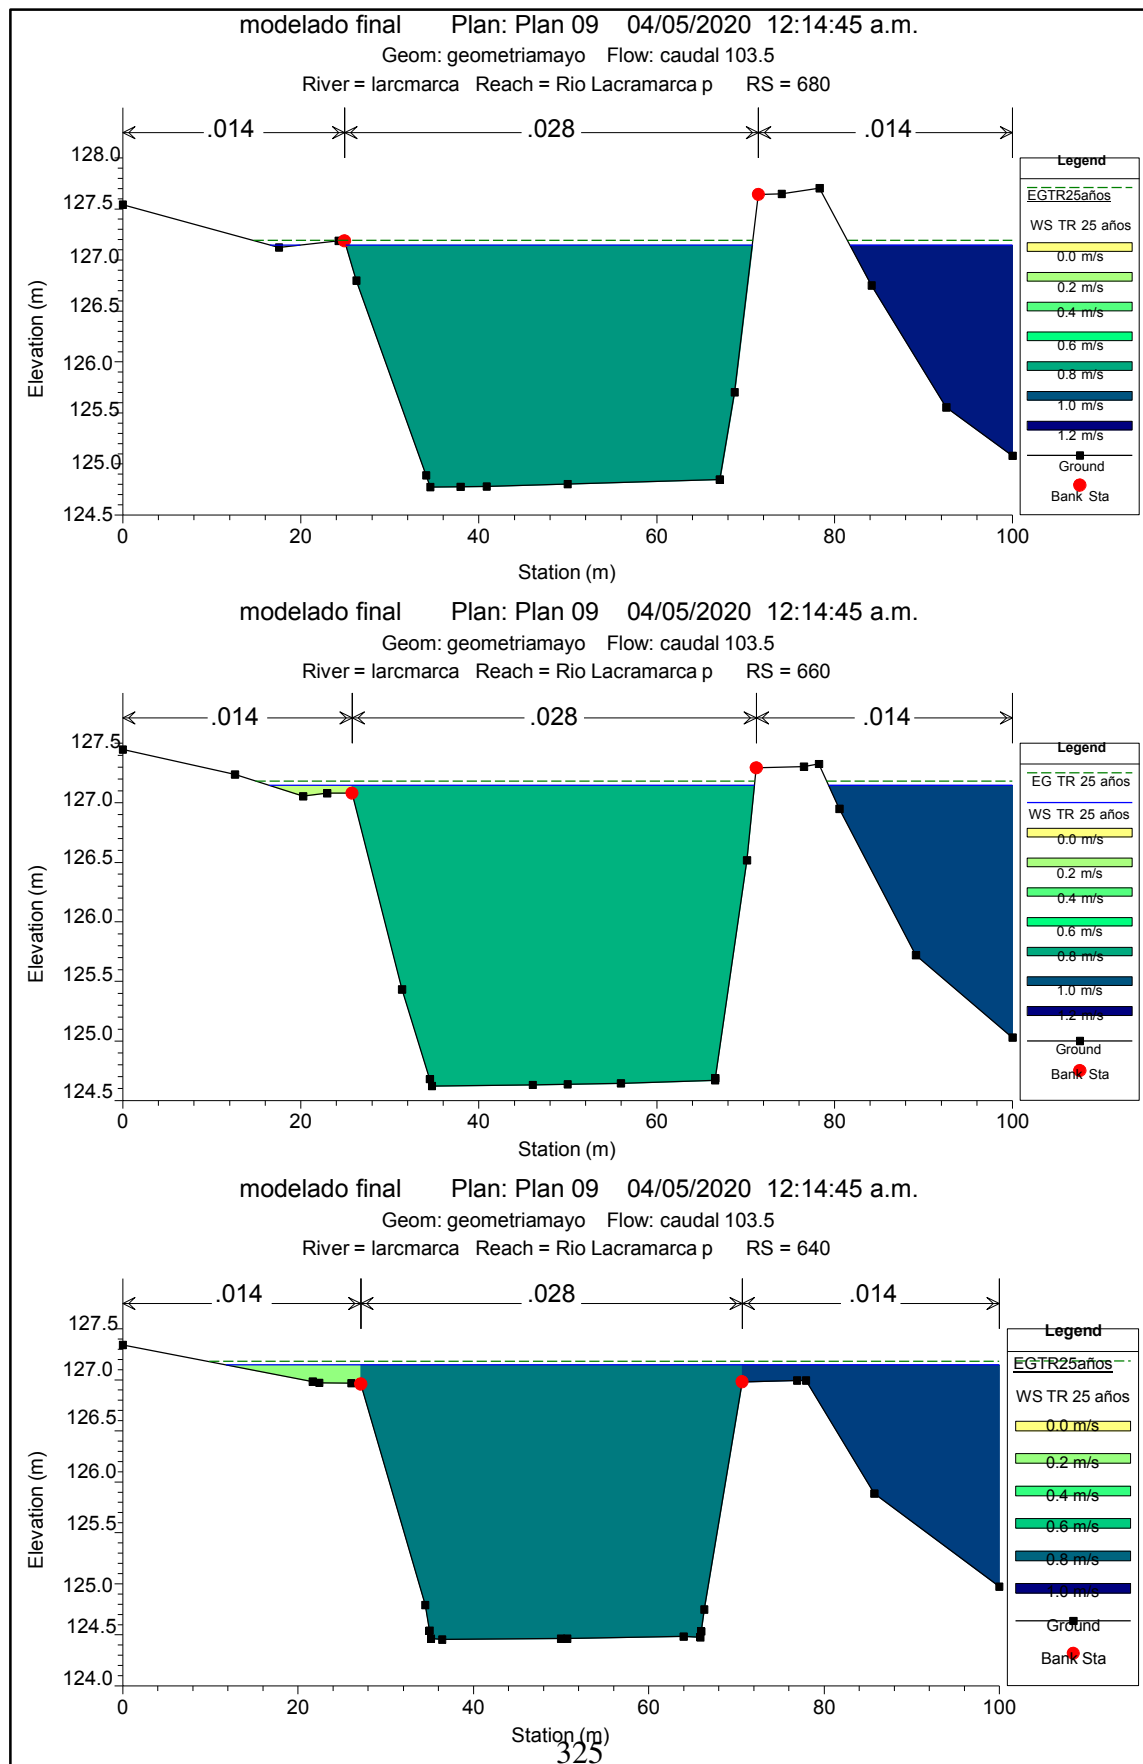 modelado final Plan: Plan 09 04/05/2020 12:14:45 a.m.
Geom: geometriamayo Flow: caudal 103.5
River = larcmarca Reach = Rio Lacramarca p RS = 680
.014 .028 .014
128.0
127.5
127.0
126.5
126.0
125.5
125.0
124.5
Elevation (m)
0 20 40 60 80 100
Station (m)
Legend
EGTR25años
WS TR 25 años
0.0 m/s
0.2 m/s
0.4 m/s
0.6 m/s
0.8 m/s
1.0 m/s
1.2 m/s
Ground
Bank Sta
modelado final Plan: Plan 09 04/05/2020 12:14:45 a.m.
Geom: geometriamayo Flow: caudal 103.5
River = larcmarca Reach = Rio Lacramarca p RS = 660
.014 .028 .014
127.5
127.0
126.5
126.0
125.5
125.0
124.5
Elevation (m)
0 20 40 60 80 100
Station (m)
Legend
EG TR 25 años
WS TR 25 años
0.0 m/s
0.2 m/s
0.4 m/s
0.6 m/s
0.8 m/s
1.0 m/s
1.2 m/s
Ground
Bank Sta
modelado final Plan: Plan 09 04/05/2020 12:14:45 a.m.
Geom: geometriamayo Flow: caudal 103.5
River = larcmarca Reach = Rio Lacramarca p RS = 640
.014 .028 .014
127.5
127.0
126.5
126.0
125.5
125.0
124.5
124.0
Elevation (m)
0 20 40 60 80 100
Station (m)
Legend
EGTR25años
WS TR 25 años
0.0 m/s
0.2 m/s
0.4 m/s
0.6 m/s
0.8 m/s
1.0 m/s
Ground
Bank Sta
325